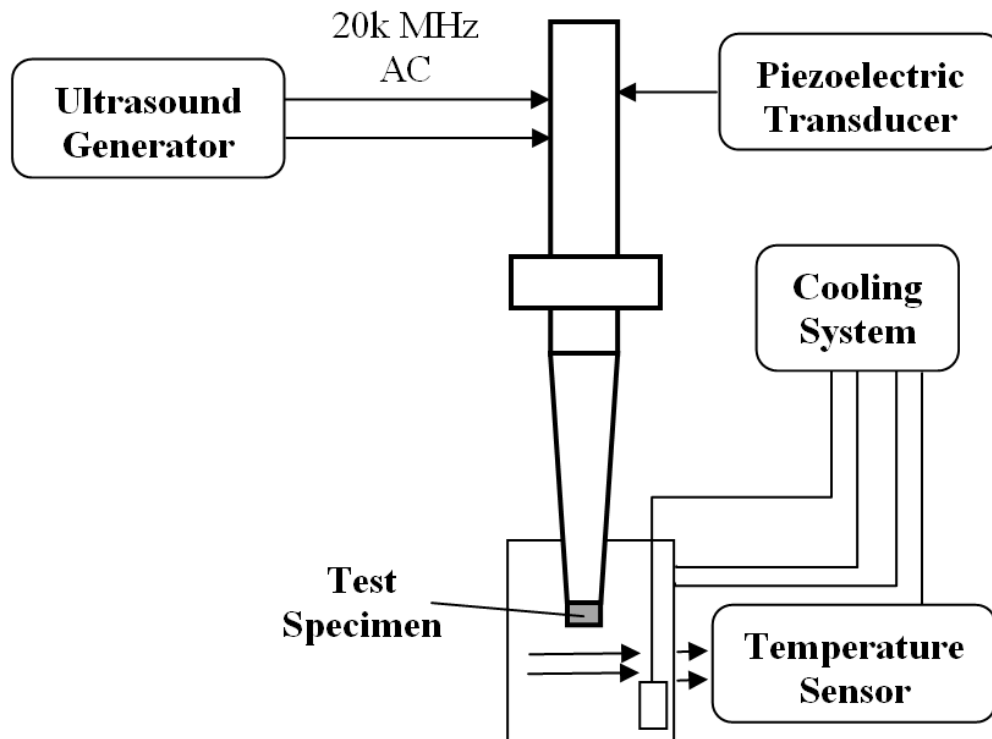 20k MHz
AC
Ultrasound
Generator
Piezoelectric
Transducer
Cooling
System
Test
Specimen
Temperature
Sensor